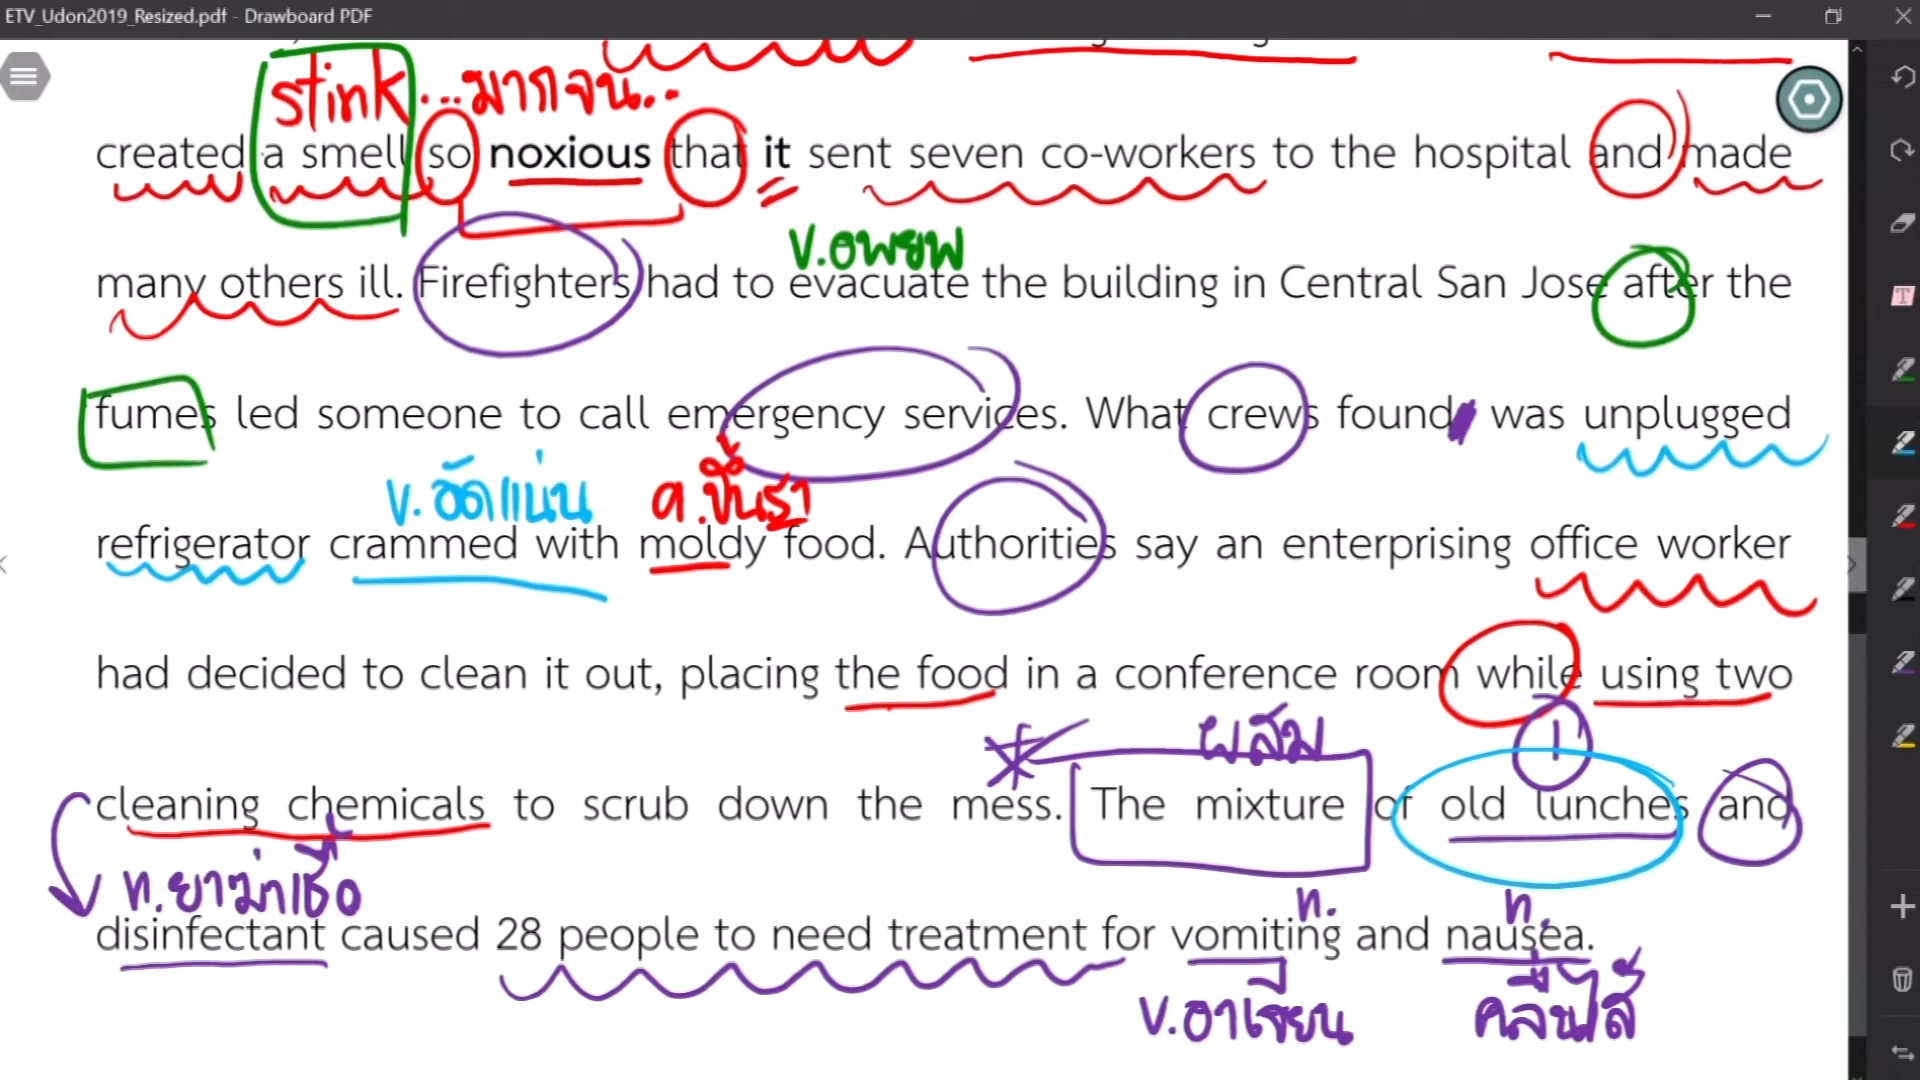 ETV_Udon2019_Resized.pdf - Drawboard PDF
stink ...มากจน..
created a smell so noxious that it sent seven co-workers to the hospital and made
v.อพยพ
many others ill. Firefighters had to evacuate the building in Central San Jose after the
fumes led someone to call emergency services. What crews found was unplugged
v.อัดแน่น ค.ขึ้นรา
refrigerator crammed with moldy food. Authorities say an enterprising office worker
had decided to clean it out, placing the food in a conference room while using two
ผสม 1
cleaning chemicals to scrub down the mess. The mixture of old lunches and
n.ยาฆ่าเชื้อ n. n.
disinfectant caused 28 people to need treatment for vomiting and nausea.
v.อาเจียน คลื่นไส้